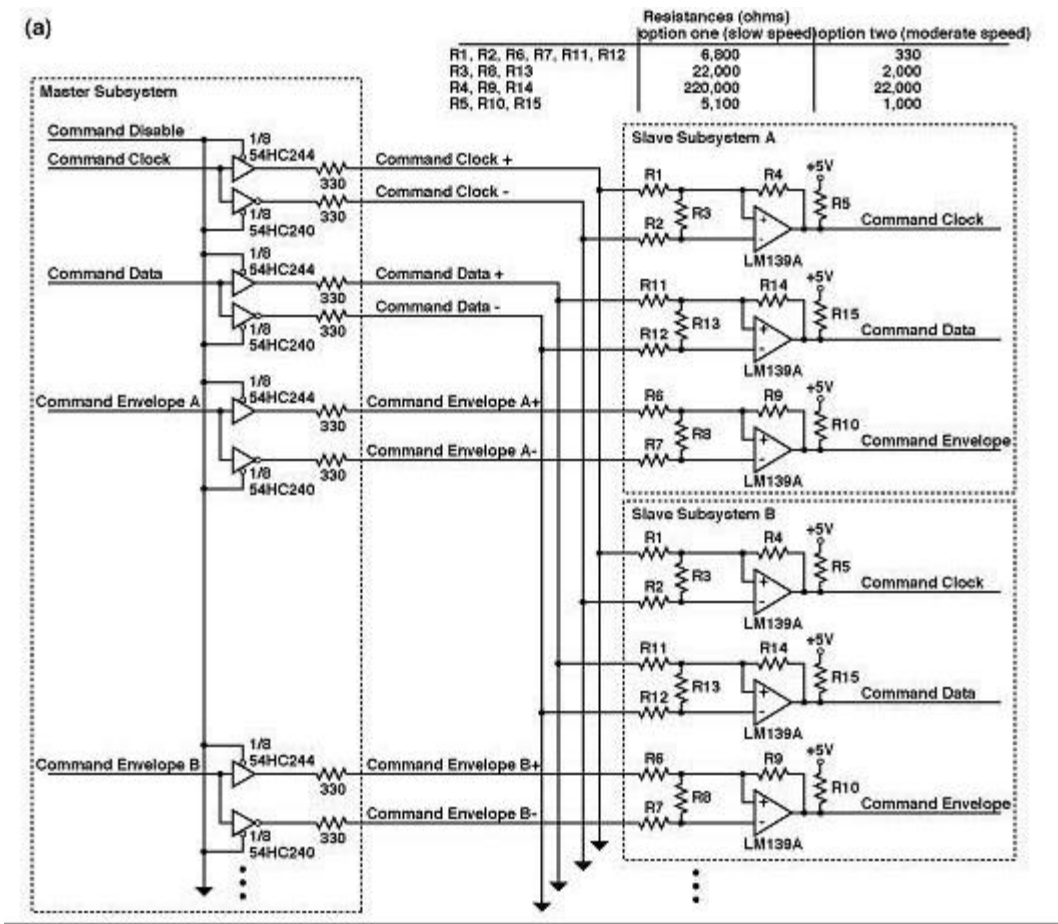 (a)
Resistances (ohms)
option one (slow speed) option two (moderate speed)
R1, R2, R6, R7, R11, R12 6,800 330
R3, R8, R13 22,000 2,000
R4, R9, R14 220,000 22,000
R5, R10, R15 5,100 1,000
Master Subsystem
Command Disable
1/8
54HC244
Command Clock
330
Command Clock +
330
Command Clock -
1/8
54HC240
1/8
54HC244
Command Data
330
Command Data +
330
Command Data -
1/8
54HC240
1/8
54HC244
Command Envelope A
330
Command Envelope A+
330
Command Envelope A-
1/8
54HC240
1/8
54HC244
Command Envelope B
330
Command Envelope B+
330
Command Envelope B-
1/8
54HC240
Slave Subsystem A
+5V
R1 R4
R5
R3
+
Command Clock
R2
-
LM139A
+5V
R11 R14
R15
R13
+
Command Data
R12
-
LM139A
+5V
R6 R9
R10
R8
+
Command Envelope
R7
-
LM139A
Slave Subsystem B
+5V
R1 R4
R5
R3
+
Command Clock
R2
-
LM139A
+5V
R11 R14
R15
R13
+
Command Data
R12
-
LM139A
+5V
R6 R9
R10
R8
+
Command Envelope
R7
-
LM139A